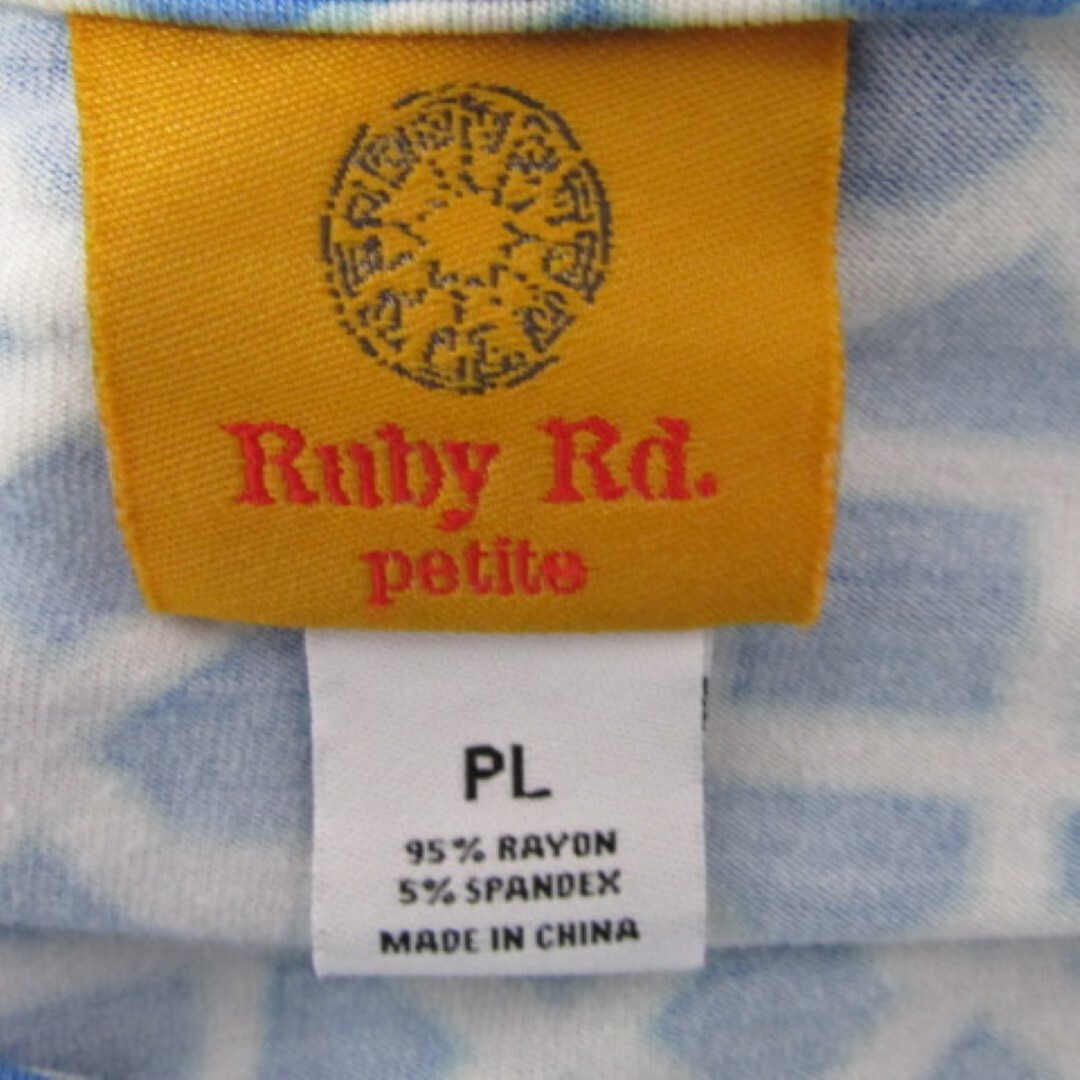 Ruby Rd.
petite
PL
95% RAYON
5% SPANDEX
MADE IN CHINA